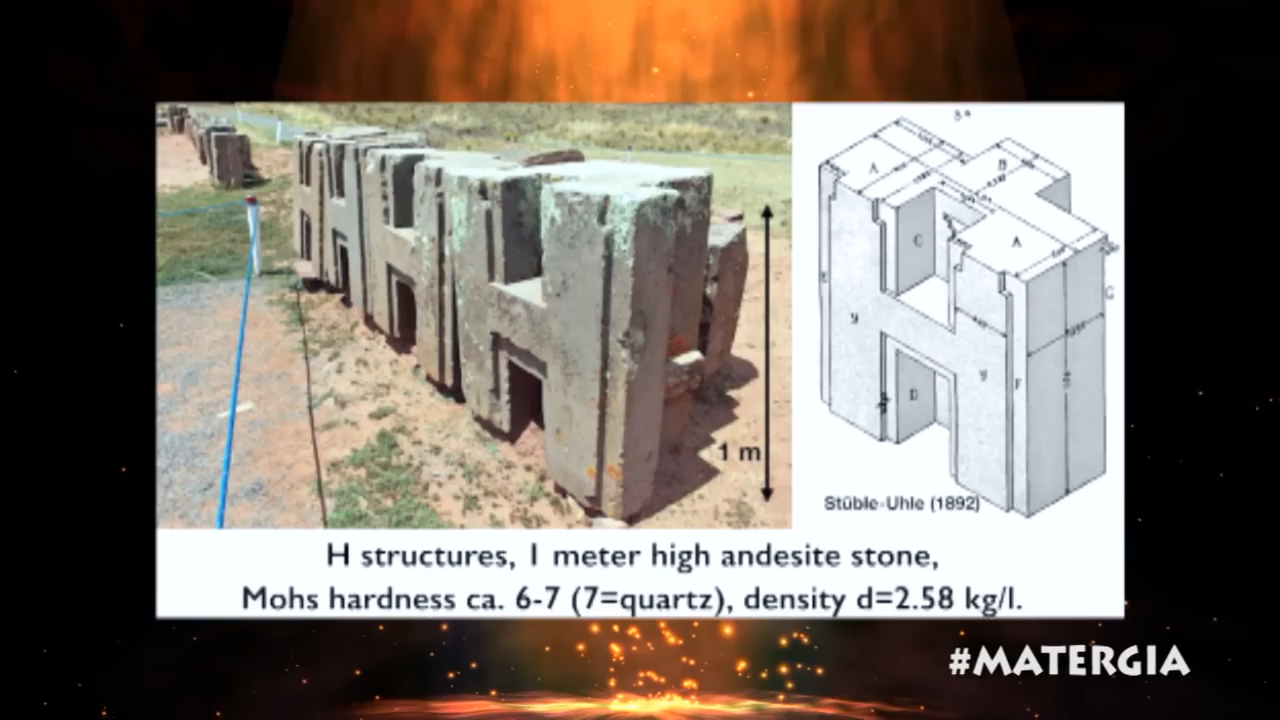 A
B
C
A
G
D
F
1 m
Stüble-Uhle (1892)
H structures, 1 meter high andesite stone,
Mohs hardness ca. 6-7 (7=quartz), density d=2.58 kg/l.
#MATERGIA